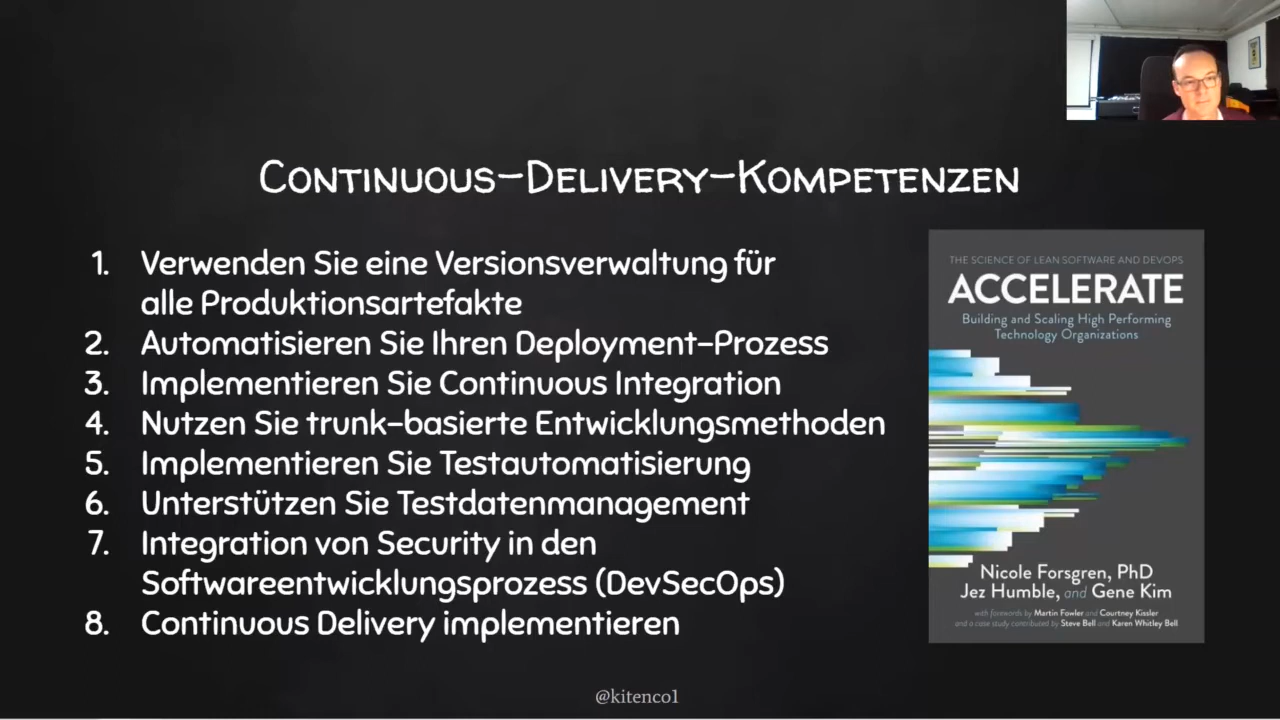 Continuous-Delivery-Kompetenzen
1. Verwenden Sie eine Versionsverwaltung für
alle Produktionsartefakte
2. Automatisieren Sie Ihren Deployment-Prozess
3. Implementieren Sie Continuous Integration
4. Nutzen Sie trunk-basierte Entwicklungsmethoden
5. Implementieren Sie Testautomatisierung
6. Unterstützen Sie Testdatenmanagement
7. Integration von Security in den
Softwareentwicklungsprozess (DevSecOps)
8. Continuous Delivery implementieren
THE SCIENCE OF LEAN SOFTWARE AND DEVOPS
ACCELERATE
Building and Scaling High Performing
Technology Organizations
Nicole Forsgren, PhD
Jez Humble, and Gene Kim
with forewords by Martin Fowler and Courtney Kissler
and a case study contributed by Steve Bell and Karen Whitley Bell
@kitenco1